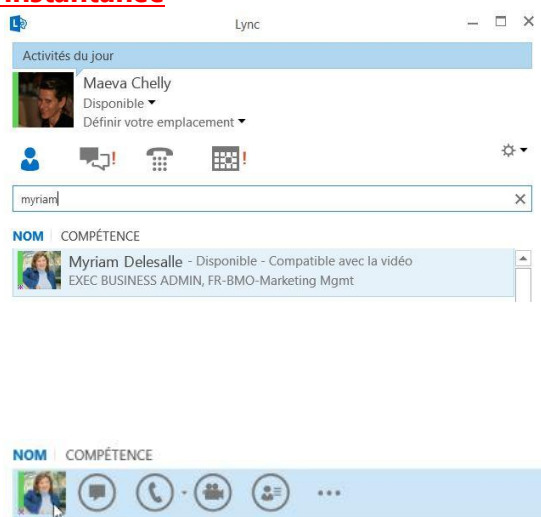 instantanée
Lync
Activités du jour
Maeva Chelly
Disponible
Définir votre emplacement
!
!
myriam
NOM COMPÉTENCE
Myriam Delesalle - Disponible - Compatible avec la vidéo
EXEC BUSINESS ADMIN, FR-BMO-Marketing Mgmt
NOM COMPÉTENCE